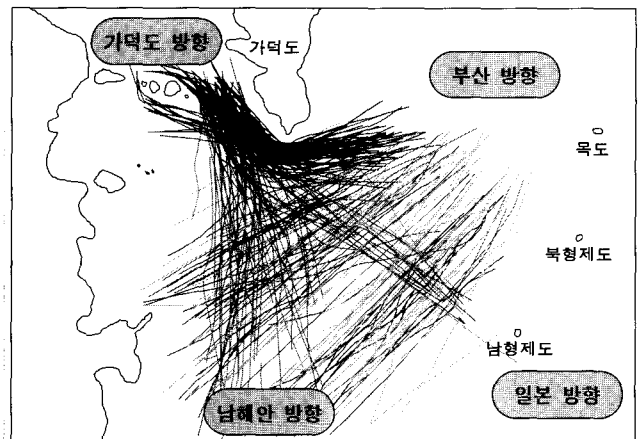 가덕도 방향
가덕도
부산 방향
목도
북형제도
남형제도
일본 방향
남해안 방향